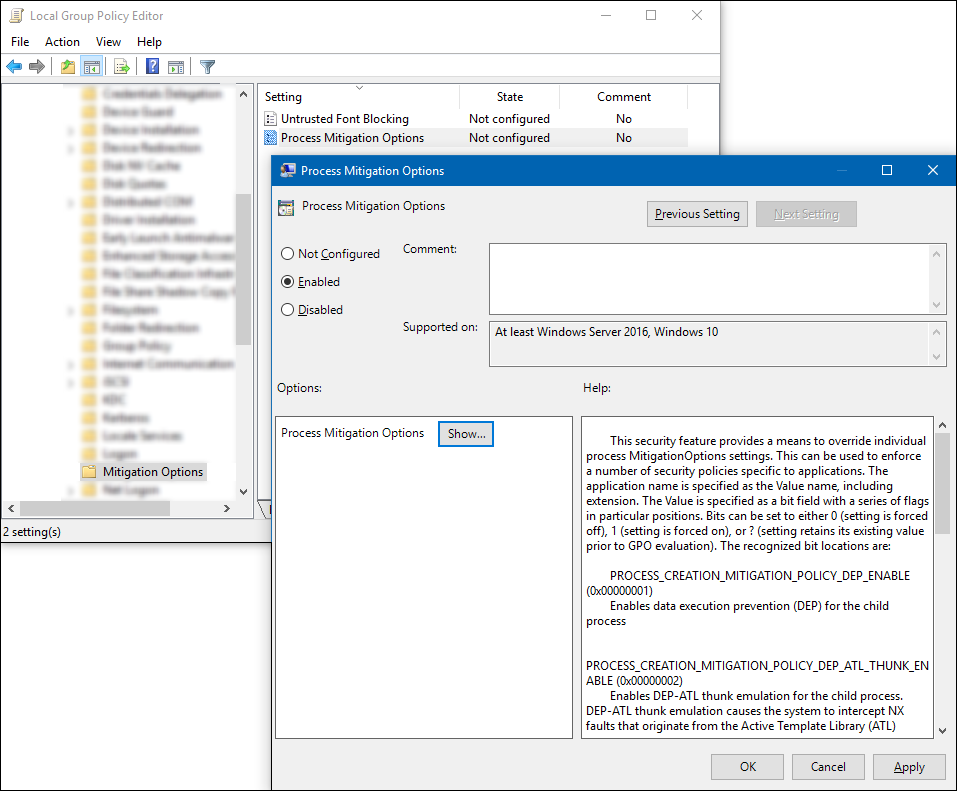 Local Group Policy Editor
File Action View Help
Setting State Comment
Untrusted Font Blocking Not configured No
Process Mitigation Options Not configured No
Mitigation Options
2 setting(s)
Process Mitigation Options
Process Mitigation Options
Previous Setting Next Setting
Not Configured
Enabled
Disabled
Comment:
Supported on:
At least Windows Server 2016, Windows 10
Options:
Help:
Process Mitigation Options Show...
This security feature provides a means to override individual
process MitigationOptions settings. This can be used to enforce
a number of security policies specific to applications. The
application name is specified as the Value name, including
extension. The Value is specified as a bit field with a series of flags
in particular positions. Bits can be set to either 0 (setting is forced
off), 1 (setting is forced on), or ? (setting retains its existing value
prior to GPO evaluation). The recognized bit locations are:
PROCESS_CREATION_MITIGATION_POLICY_DEP_ENABLE
(0x00000001)
Enables data execution prevention (DEP) for the child
process
PROCESS_CREATION_MITIGATION_POLICY_DEP_ATL_THUNK_EN
ABLE (0x00000002)
Enables DEP-ATL thunk emulation for the child process.
DEP-ATL thunk emulation causes the system to intercept NX
faults that originate from the Active Template Library (ATL)
OK Cancel Apply